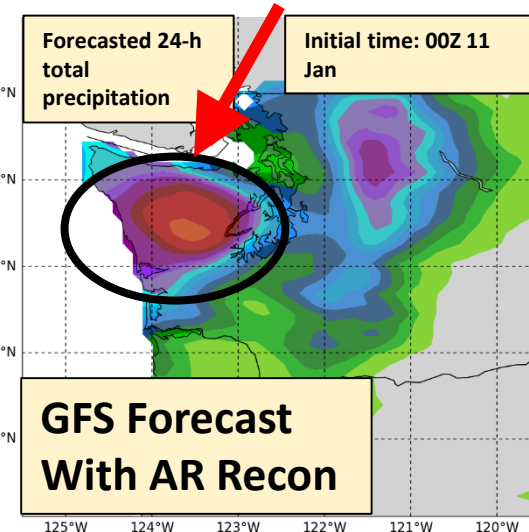 Forecasted 24-h
total
precipitation
Initial time: 00Z 11
Jan
°N
°N
°N
°N
°N
GFS Forecast
With AR Recon
125°W 124°W 123°W 122°W 121°W 120°W